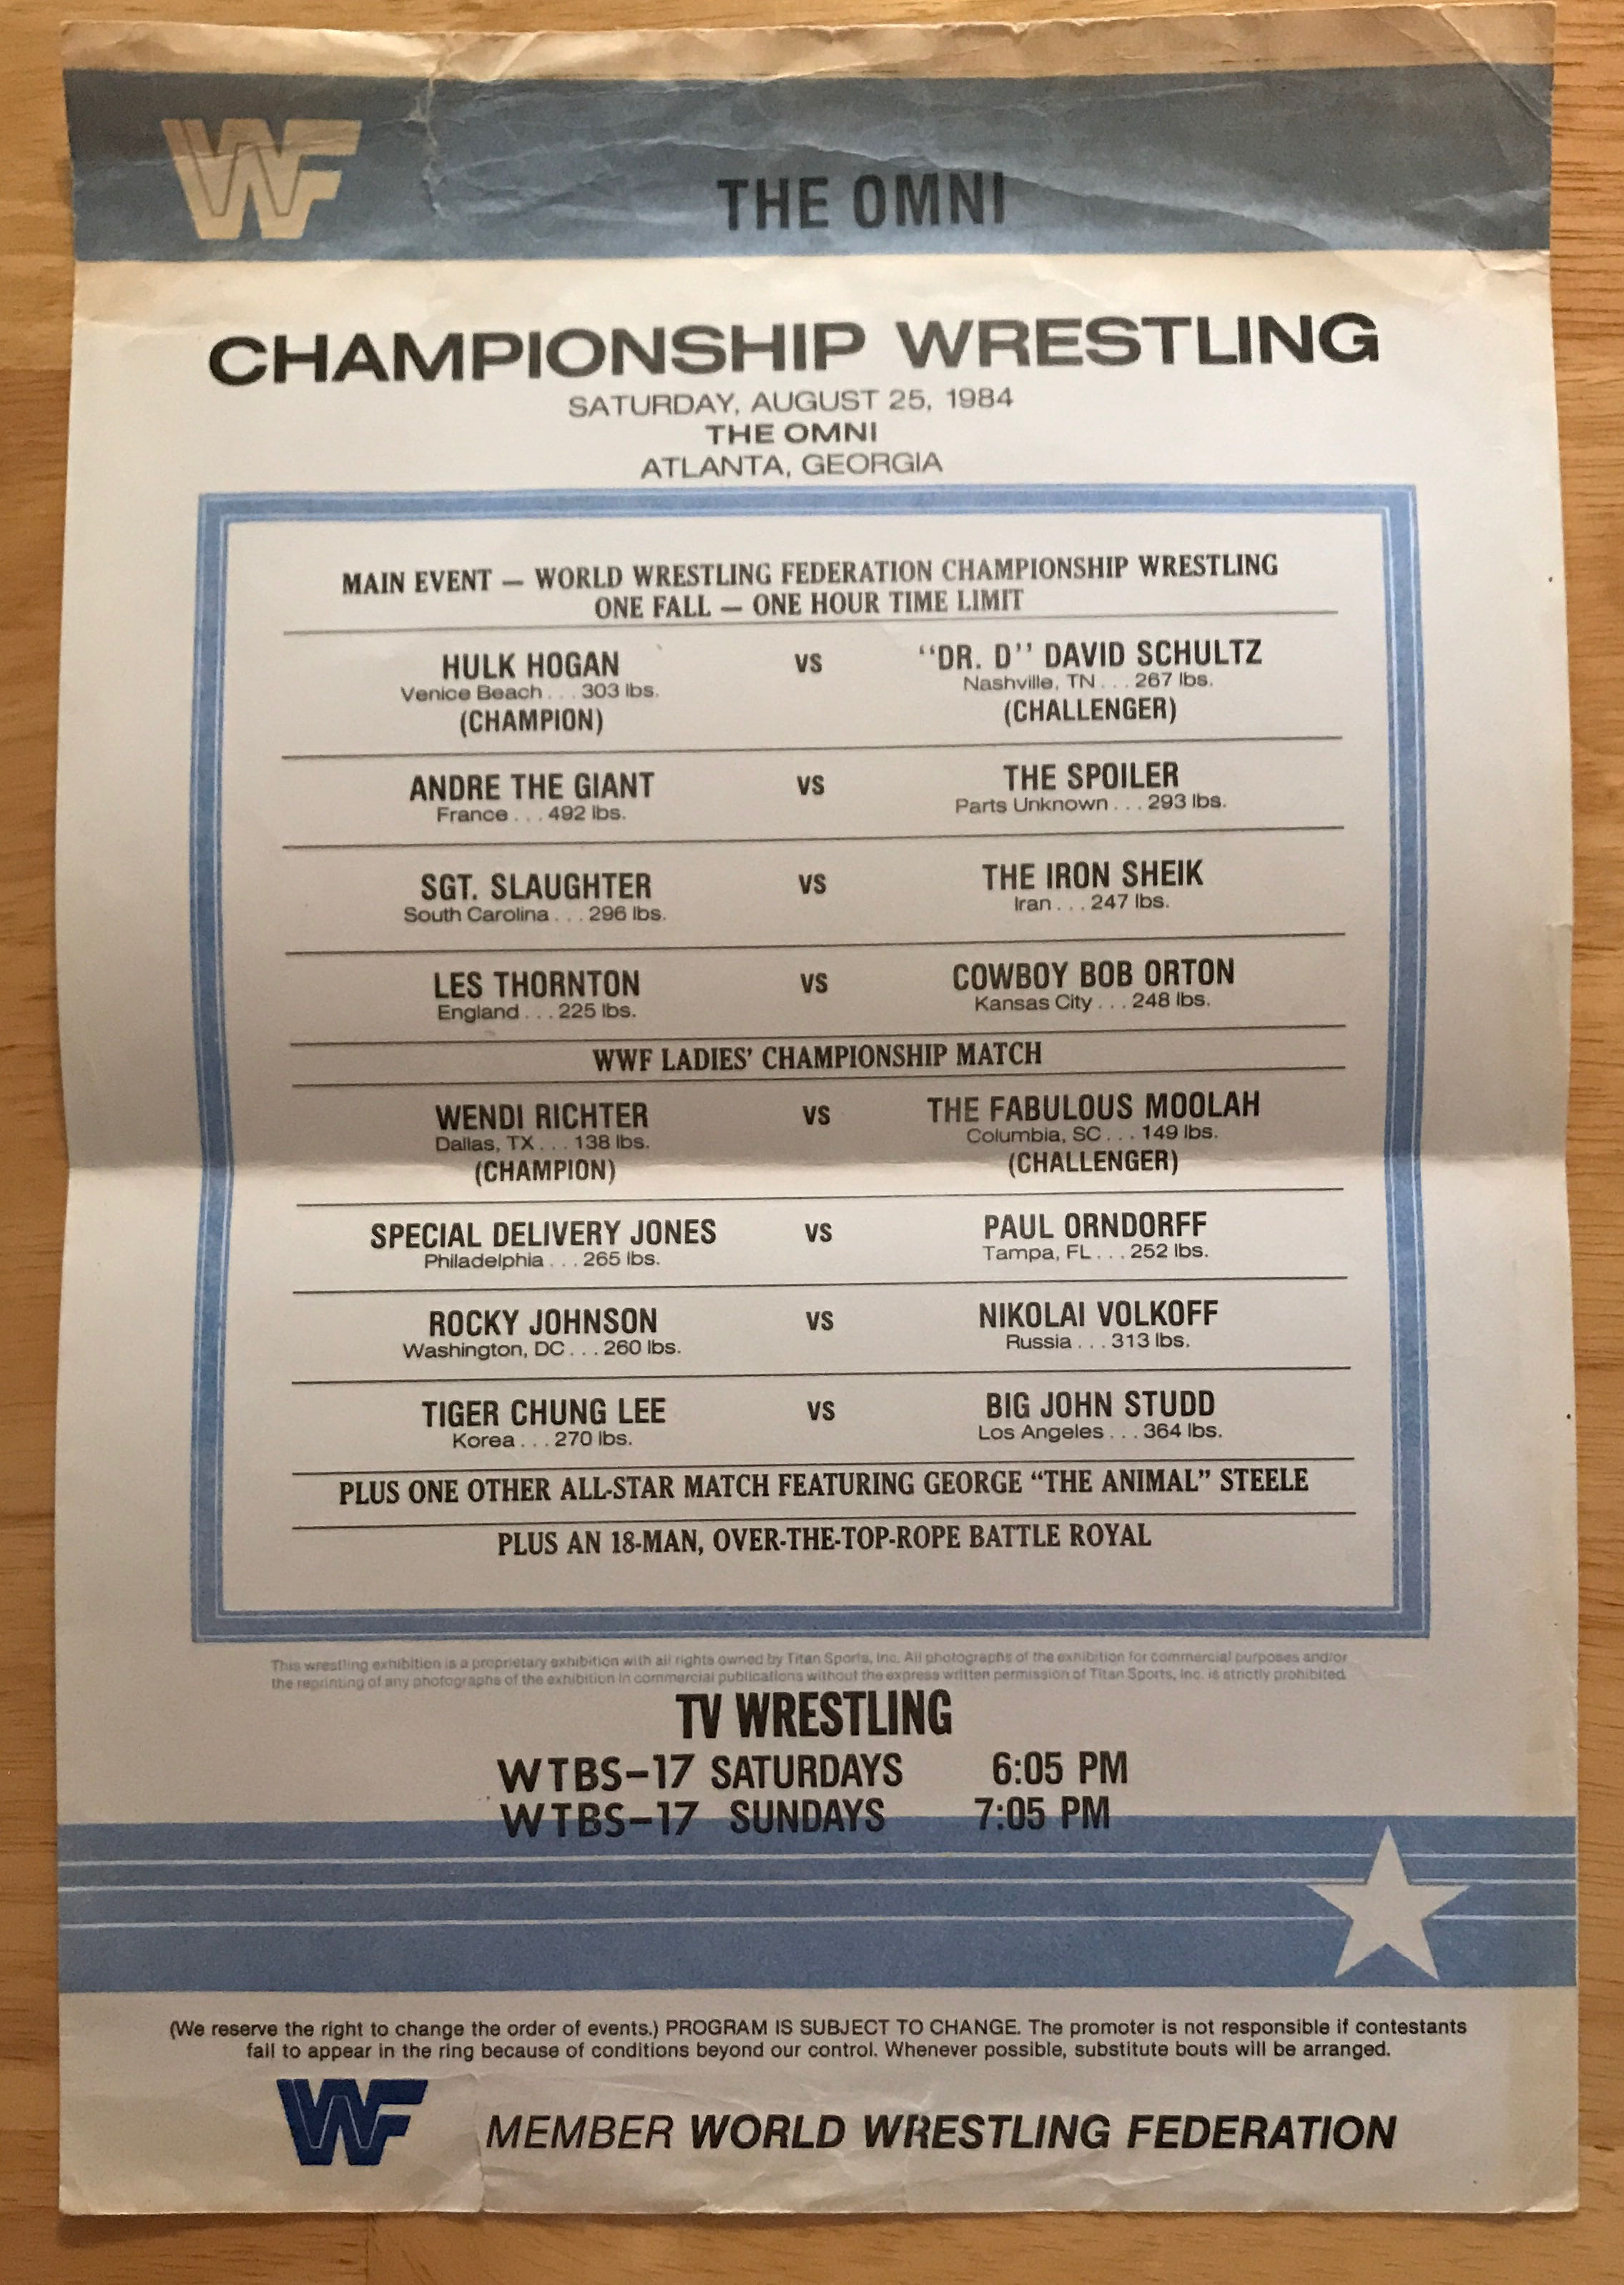 WF
THE OMNI
CHAMPIONSHIP WRESTLING
SATURDAY, AUGUST 25, 1984
THE OMNI
ATLANTA, GEORGIA
MAIN EVENT — WORLD WRESTLING FEDERATION CHAMPIONSHIP WRESTLING
ONE FALL — ONE HOUR TIME LIMIT
HULK HOGAN VS “DR. D” DAVID SCHULTZ
Venice Beach . . . 303 lbs. Nashville, TN . . . 267 lbs.
(CHAMPION) (CHALLENGER)
ANDRE THE GIANT VS THE SPOILER
France . . . 492 lbs. Parts Unknown . . . 293 lbs.
SGT. SLAUGHTER VS THE IRON SHEIK
South Carolina . . . 296 lbs. Iran . . . 247 lbs.
LES THORNTON VS COWBOY BOB ORTON
England . . . 225 lbs. Kansas City . . . 248 lbs.
WWF LADIES’ CHAMPIONSHIP MATCH
WENDI RICHTER VS THE FABULOUS MOOLAH
Dallas, TX . . . 138 lbs. Columbia, SC . . . 149 lbs.
(CHAMPION) (CHALLENGER)
SPECIAL DELIVERY JONES VS PAUL ORNDORFF
Philadelphia . . . 265 lbs. Tampa, FL . . . 252 lbs.
ROCKY JOHNSON VS NIKOLAI VOLKOFF
Washington, DC . . . 260 lbs. Russia . . . 313 lbs.
TIGER CHUNG LEE VS BIG JOHN STUDD
Korea . . . 270 lbs. Los Angeles . . . 364 lbs.
PLUS ONE OTHER ALL-STAR MATCH FEATURING GEORGE “THE ANIMAL” STEELE
PLUS AN 18-MAN, OVER-THE-TOP-ROPE BATTLE ROYAL
This wrestling exhibition is a proprietary exhibition with all rights owned by Titan Sports, Inc. All photographs of the exhibition for commercial purposes and/or
the reprinting of any photographs of the exhibition in commercial publications without the express written permission of Titan Sports, Inc. is strictly prohibited.
TV WRESTLING
WTBS–17 SATURDAYS 6:05 PM
WTBS–17 SUNDAYS 7:05 PM
(We reserve the right to change the order of events.) PROGRAM IS SUBJECT TO CHANGE. The promoter is not responsible if contestants
fail to appear in the ring because of conditions beyond our control. Whenever possible, substitute bouts will be arranged.
WF MEMBER WORLD WRESTLING FEDERATION